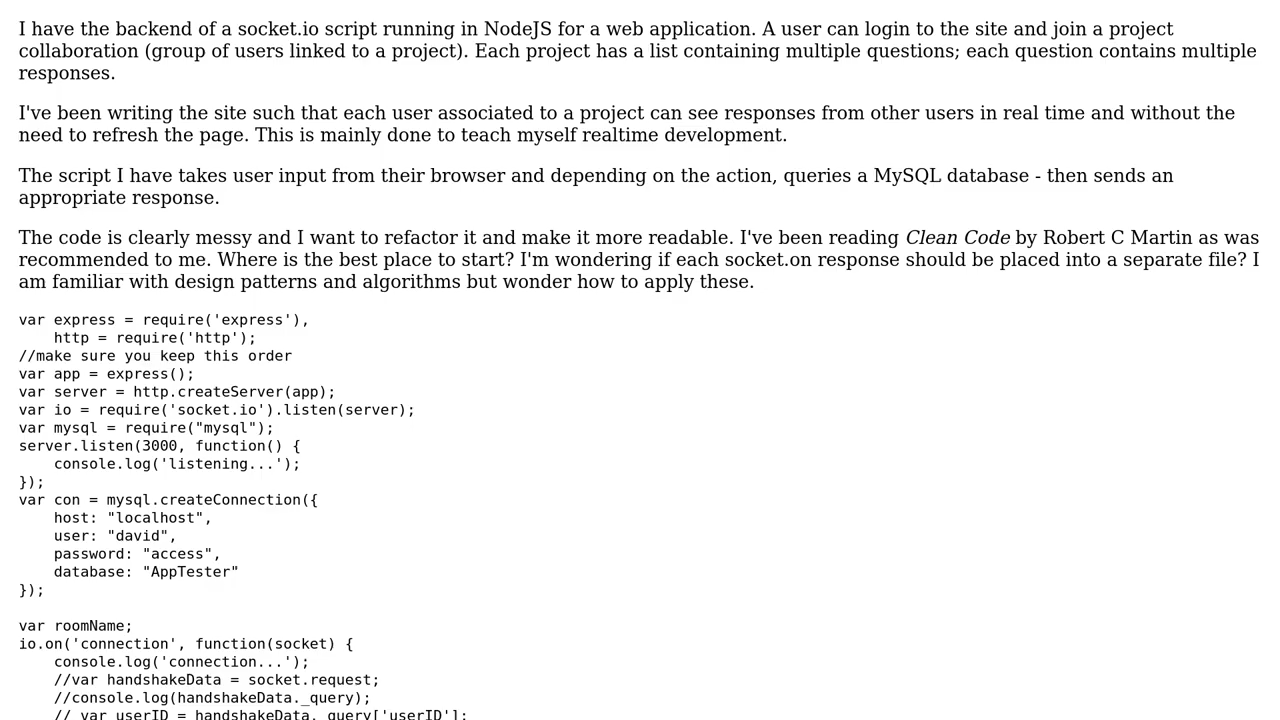 I have the backend of a socket.io script running in NodeJS for a web application. A user can login to the site and join a project
collaboration (group of users linked to a project). Each project has a list containing multiple questions; each question contains multiple
responses.
I've been writing the site such that each user associated to a project can see responses from other users in real time and without the
need to refresh the page. This is mainly done to teach myself realtime development.
The script I have takes user input from their browser and depending on the action, queries a MySQL database - then sends an
appropriate response.
The code is clearly messy and I want to refactor it and make it more readable. I've been reading Clean Code by Robert C Martin as was
recommended to me. Where is the best place to start? I'm wondering if each socket.on response should be placed into a separate file? I
am familiar with design patterns and algorithms but wonder how to apply these.
var express = require('express'),
    http = require('http');
//make sure you keep this order
var app = express();
var server = http.createServer(app);
var io = require('socket.io').listen(server);
var mysql = require("mysql");
server.listen(3000, function() {
    console.log('listening...');
});
var con = mysql.createConnection({
    host: "localhost",
    user: "david",
    password: "access",
    database: "AppTester"
});
var roomName;
io.on('connection', function(socket) {
    console.log('connection...');
    //var handshakeData = socket.request;
    //console.log(handshakeData._query);
    // var userID = handshakeData._query['userID'];